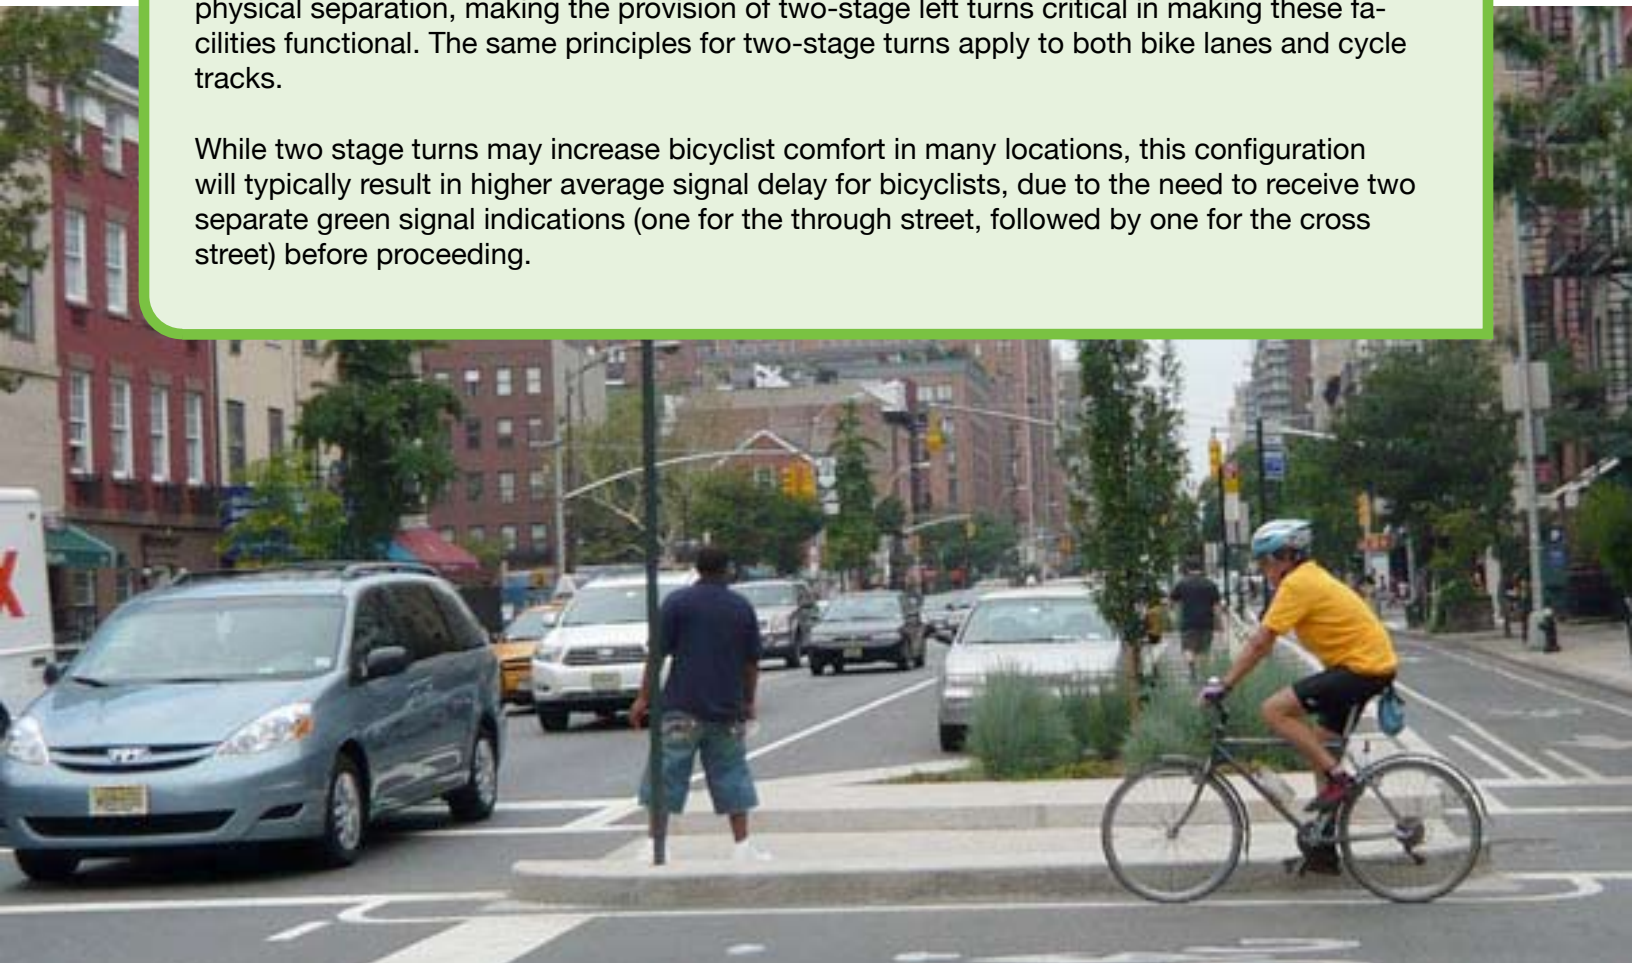 physical separation, making the provision of two-stage left turns critical in making these fa-
cilities functional. The same principles for two-stage turns apply to both bike lanes and cycle
tracks.
While two stage turns may increase bicyclist comfort in many locations, this configuration
will typically result in higher average signal delay for bicyclists, due to the need to receive two
separate green signal indications (one for the through street, followed by one for the cross
street) before proceeding.